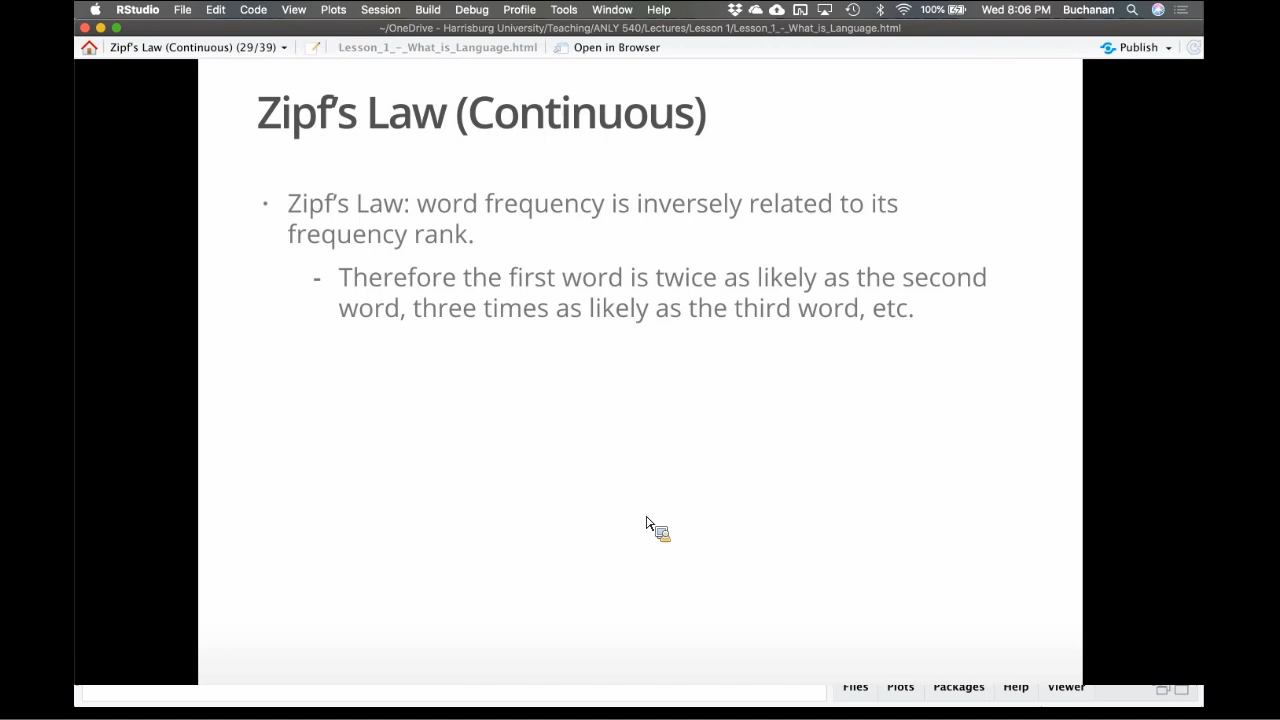 RStudio File Edit Code View Plots Session Build Debug Profile Tools Window Help 100% Wed 8:06 PM Buchanan
~/OneDrive - Harrisburg University/Teaching/ANLY 540/Lectures/Lesson 1/Lesson_1_-_What_is_Language.html
Zipf's Law (Continuous) (29/39) Lesson_1_-_What_is_Language.html Open in Browser Publish
Zipf's Law (Continuous)
· Zipf's Law: word frequency is inversely related to its
frequency rank.
- Therefore the first word is twice as likely as the second
word, three times as likely as the third word, etc.
Files Plots Packages Help Viewer